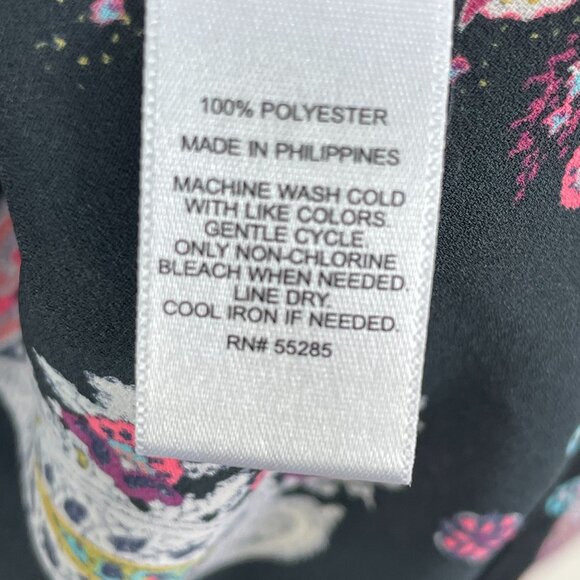 100% POLYESTER
MADE IN PHILIPPINES
MACHINE WASH COLD
WITH LIKE COLORS.
GENTLE CYCLE.
ONLY NON-CHLORINE
BLEACH WHEN NEEDED.
LINE DRY.
COOL IRON IF NEEDED.
RN# 55285